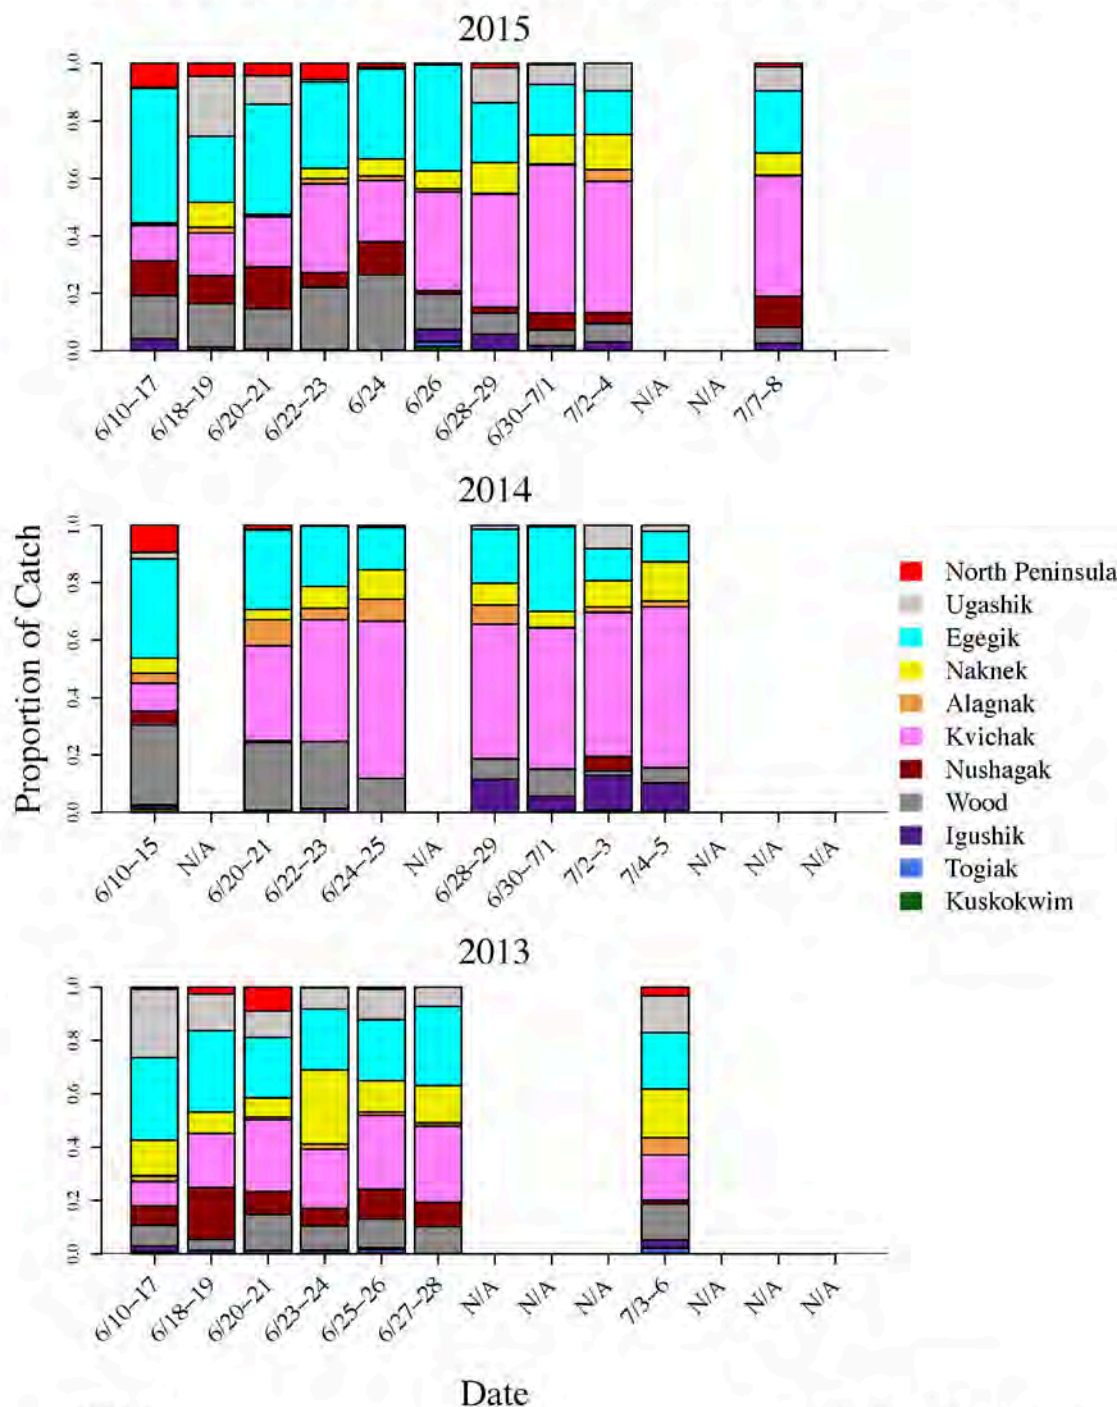 2015
1.0
0.8
0.6
0.4
0.2
0.0
6/10–17
6/18–19
6/20–21
6/22–23
6/24
6/26
6/28–29
6/30–7/1
7/2–4
N/A
N/A
7/7–8
2014
Proportion of Catch
1.0
0.8
0.6
0.4
0.2
0.0
6/10–15
N/A
6/20–21
6/22–23
6/24–25
N/A
6/28–29
6/30–7/1
7/2–3
7/4–5
N/A
N/A
N/A
North Peninsula
Ugashik
Egegik
Naknek
Alagnak
Kvichak
Nushagak
Wood
Igushik
Togiak
Kuskokwim
2013
1.0
0.8
0.6
0.4
0.2
0.0
6/10–17
6/18–19
6/20–21
6/23–24
6/25–26
6/27–28
N/A
N/A
N/A
7/3–6
N/A
N/A
N/A
Date